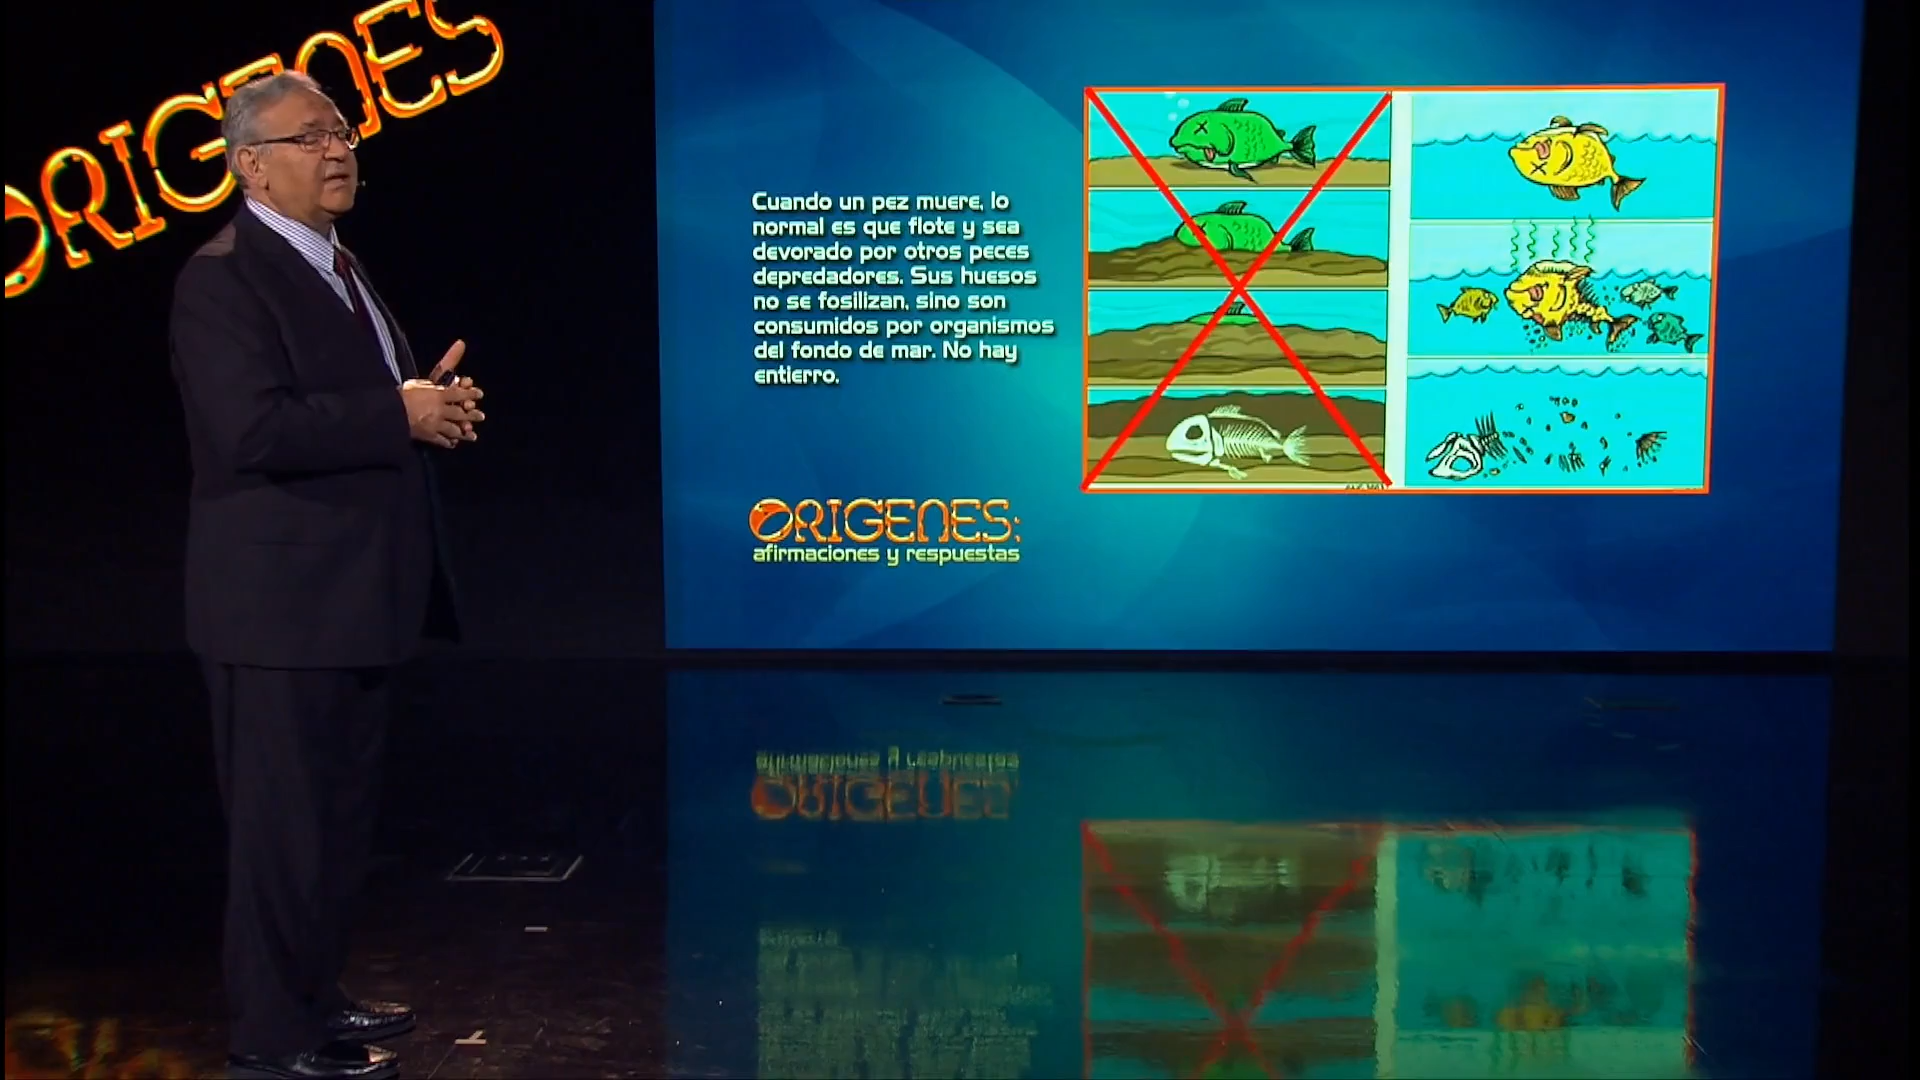 ORIGENES
Cuando un pez muere, lo
normal es que flote y sea
devorado por otros peces
depredadores. Sus huesos
no se fosilizan, sino son
consumidos por organismos
del fondo de mar. No hay
entierro.
ORIGENES:
afirmaciones y respuestas